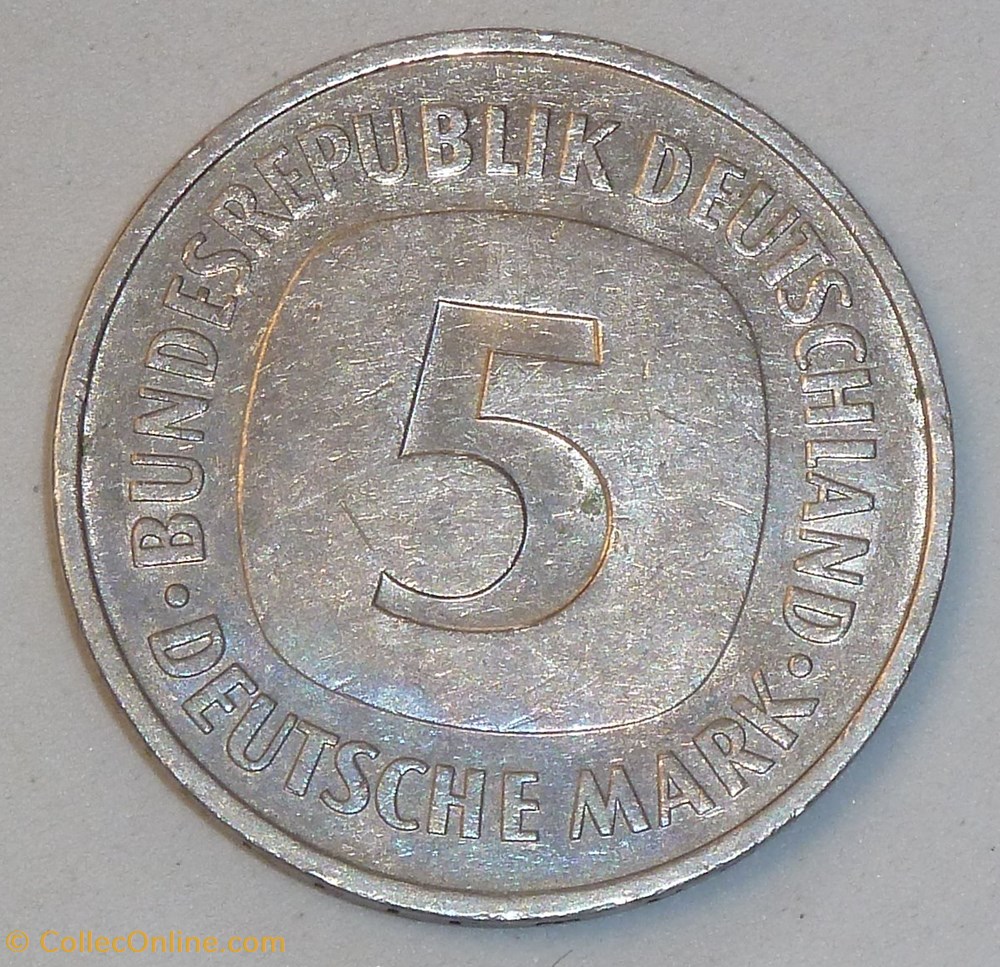 BUNDESREPUBLIK DEUTSCHLAND
5
· DEUTSCHE MARK ·
© CollecOnline.com